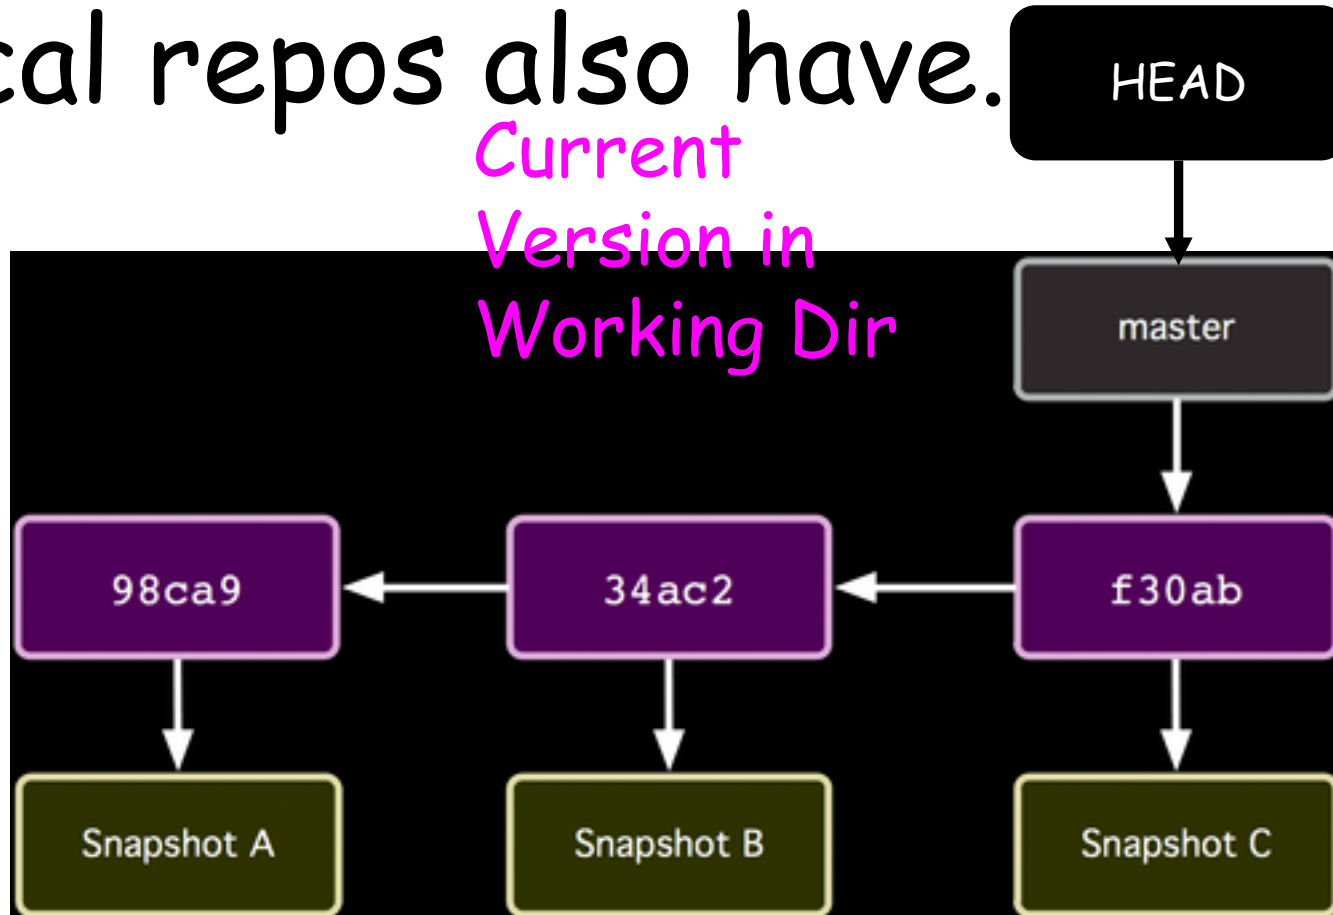 cal repos also have.
HEAD
Current
Version in
Working Dir
master
98ca9
34ac2
f30ab
Snapshot A
Snapshot B
Snapshot C